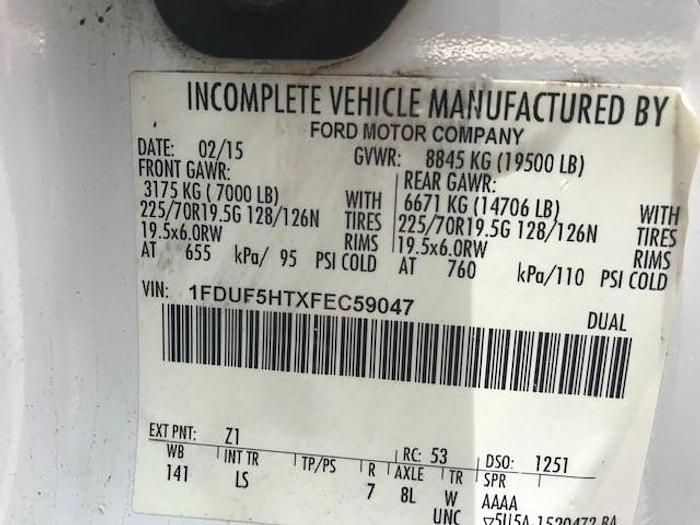 INCOMPLETE VEHICLE MANUFACTURED BY
FORD MOTOR COMPANY
DATE: 02/15 GVWR: 8845 KG (19500 LB)
FRONT GAWR: REAR GAWR:
3175 KG ( 7000 LB) WITH 6671 KG (14706 LB) WITH
225/70R19.5G 128/126N TIRES 225/70R19.5G 128/126N TIRES
19.5x6.0RW RIMS 19.5x6.0RW RIMS
AT 655 kPa/ 95 PSI COLD AT 760 kPa/110 PSI COLD
VIN: 1FDUF5HTXFEC59047
DUAL
EXT PNT: Z1 RC: 53 DSO: 1251
WB INT TR TP/PS R AXLE TR SPR
141 LS 7 8L W AAAA
UNC ▽5U5A-1520472 BA